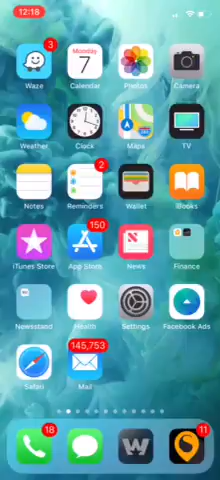 12:18
3
Monday
7
Waze
Calendar
Photos
Camera
Weather
Clock
Maps
TV
2
Notes
Reminders
Wallet
iBooks
150
iTunes Store
App Store
News
Finance
Newsstand
Health
Settings
Facebook Ads
145,753
Safari
Mail
18
11